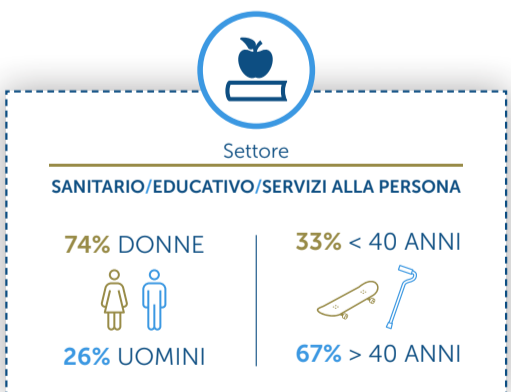 Settore
SANITARIO/EDUCATIVO/SERVIZI ALLA PERSONA
74% DONNE
26% UOMINI
33% < 40 ANNI
67% > 40 ANNI